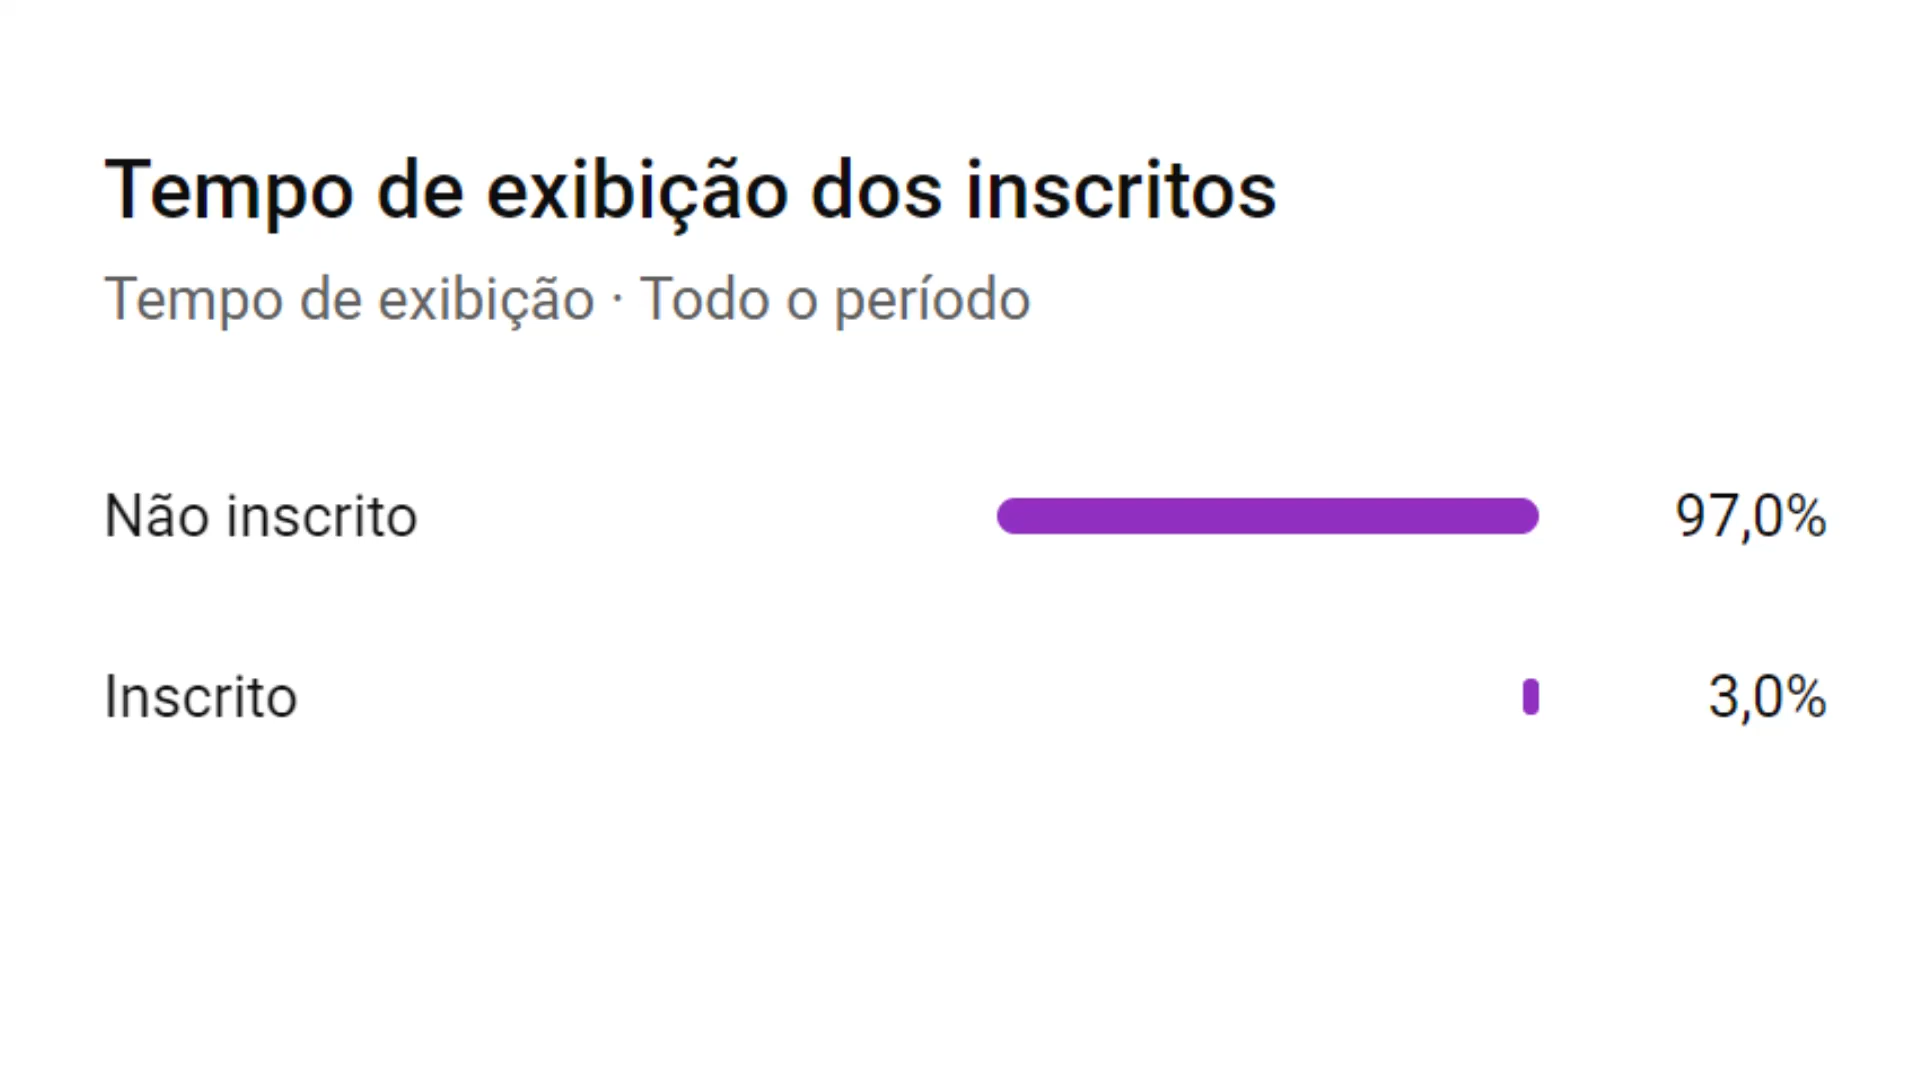 Tempo de exibição dos inscritos
Tempo de exibição · Todo o período
Não inscrito 97,0%
Inscrito 3,0%